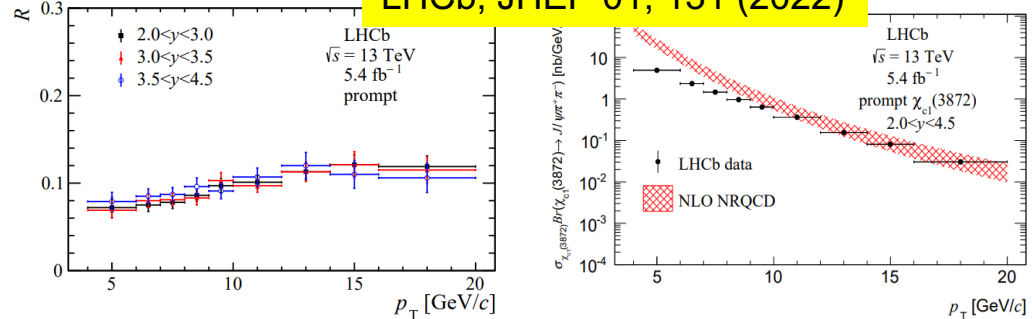 LHCb, JHEP 01, 131 (2022)
R
0.3
0.2
0.1
0
2.0<y<3.0
3.0<y<3.5
3.5<y<4.5
LHCb
√s = 13 TeV
5.4 fb⁻¹
prompt
5
10
15
20
p_T [GeV/c]
σ_χc1(3872) Br(χ_c1(3872)→ J/ψπ⁺π⁻) [nb/GeV
10
1
10⁻¹
10⁻²
10⁻³
10⁻⁴
LHCb
√s = 13 TeV
5.4 fb⁻¹
prompt χ_c1(3872)
2.0<y<4.5
LHCb data
NLO NRQCD
5
10
15
20
p_T [GeV/c]